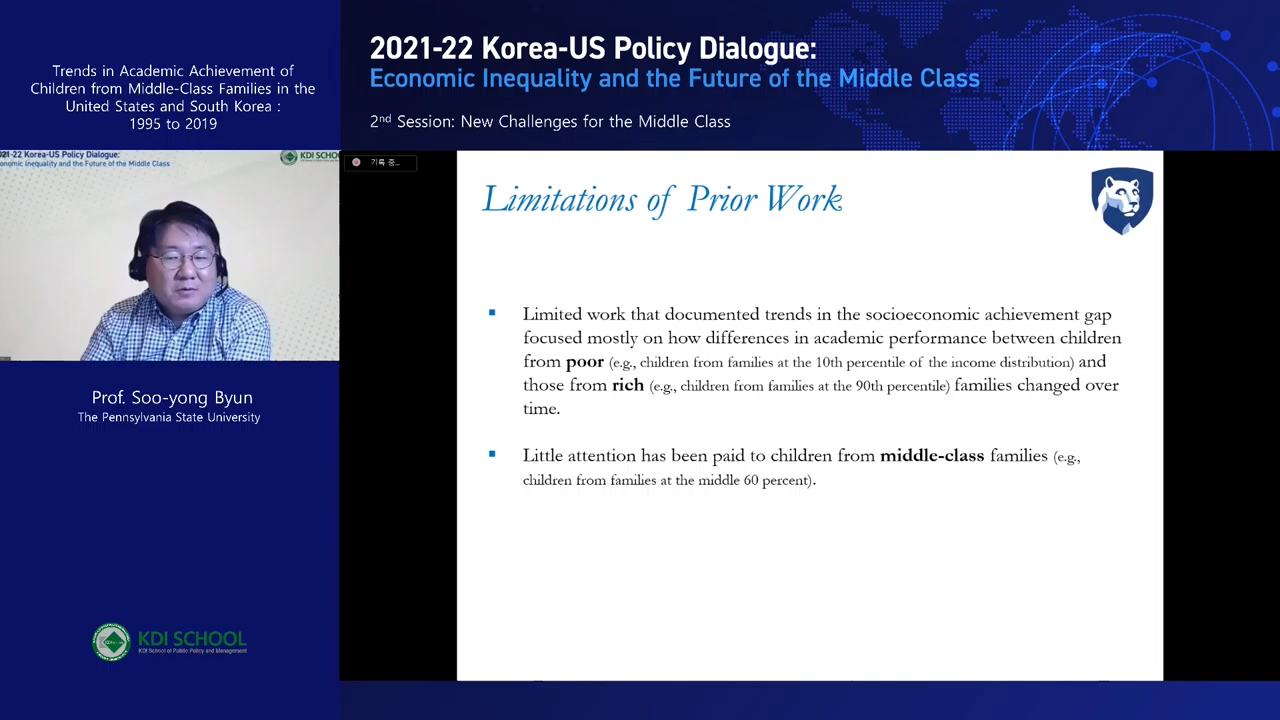 Trends in Academic Achievement of
Children from Middle-Class Families in the
United States and South Korea :
1995 to 2019
2021-22 Korea-US Policy Dialogue:
Economic Inequality and the Future of the Middle Class
2nd Session: New Challenges for the Middle Class
21-22 Korea-US Policy Dialogue:
onomic Inequality and the Future of the Middle Class
KDI SCHOO
기록 중...
Limitations of Prior Work
▪ Limited work that documented trends in the socioeconomic achievement gap
focused mostly on how differences in academic performance between children
from poor (e.g., children from families at the 10th percentile of the income distribution) and
those from rich (e.g., children from families at the 90th percentile) families changed over
time.
▪ Little attention has been paid to children from middle-class families (e.g.,
children from families at the middle 60 percent).
Prof. Soo-yong Byun
The Pennsylvania State University
KDI SCHOOL
KDI School of Public Policy and Management